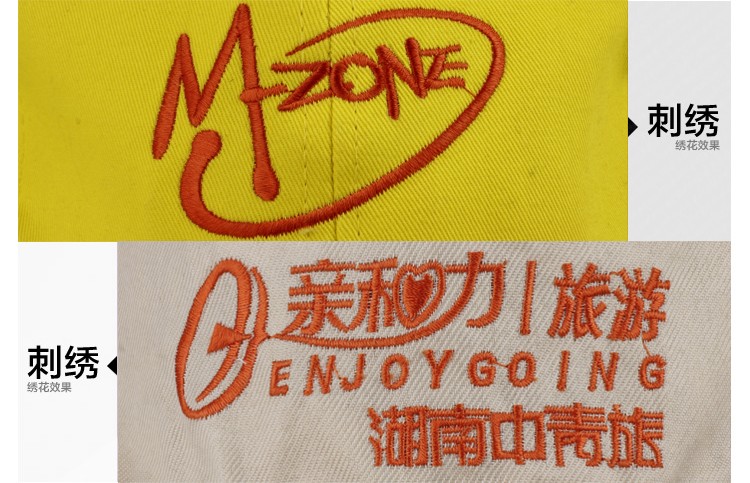 M-ZONE
刺绣
绣花效果
亲和力|旅游
ENJOYGOING
湖南中青旅
刺绣
绣花效果